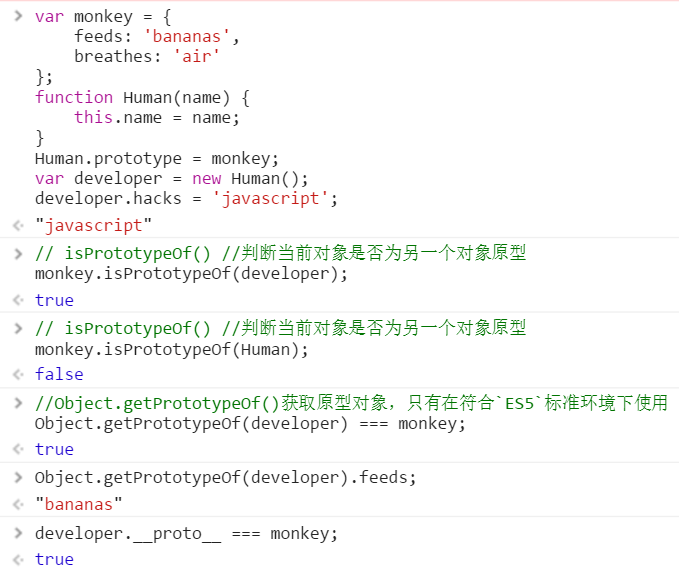 var monkey = {
    feeds: 'bananas',
    breathes: 'air'
};
function Human(name) {
    this.name = name;
}
Human.prototype = monkey;
var developer = new Human();
developer.hacks = 'javascript';
"javascript"
// isPrototypeOf() //判断当前对象是否为另一个对象原型
monkey.isPrototypeOf(developer);
true
// isPrototypeOf() //判断当前对象是否为另一个对象原型
monkey.isPrototypeOf(Human);
false
//Object.getPrototypeOf()获取原型对象，只有在符合`ES5`标准环境下使用
Object.getPrototypeOf(developer) === monkey;
true
Object.getPrototypeOf(developer).feeds;
"bananas"
developer.__proto__ === monkey;
true